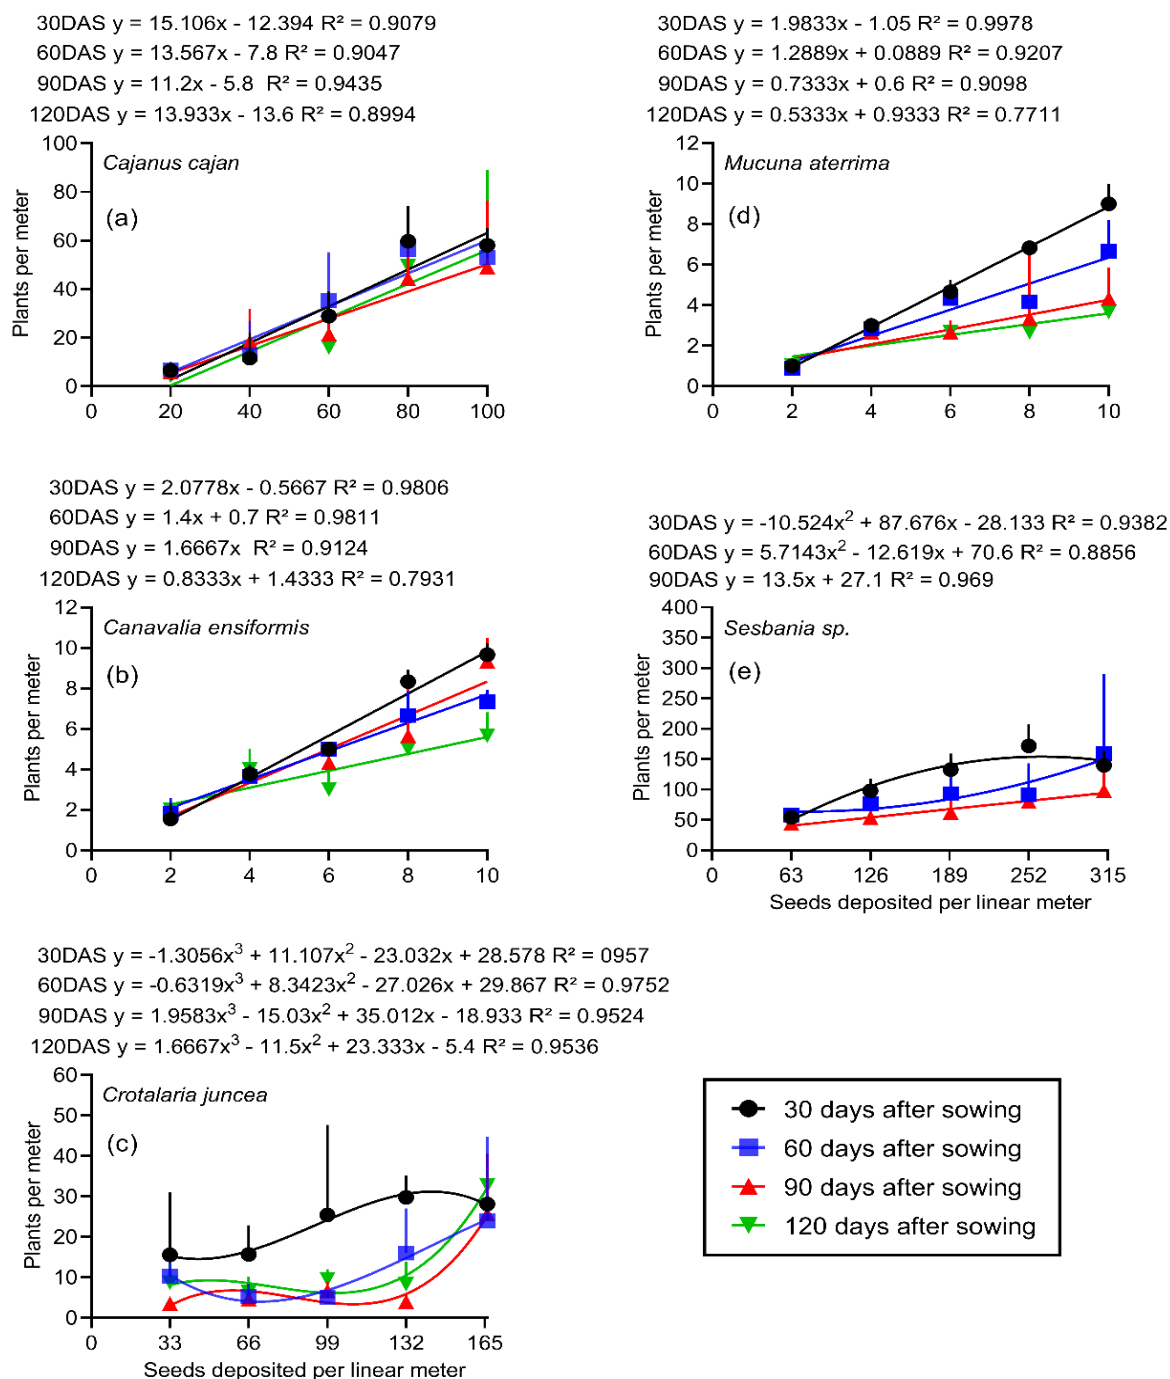 30DAS y = 15.106x - 12.394 R² = 0.9079
60DAS y = 13.567x - 7.8 R² = 0.9047
90DAS y = 11.2x - 5.8 R² = 0.9435
120DAS y = 13.933x - 13.6 R² = 0.8994
100
80
60
40
20
0
Plants per meter
Cajanus cajan
(a)
0 20 40 60 80 100
30DAS y = 1.9833x - 1.05 R² = 0.9978
60DAS y = 1.2889x + 0.0889 R² = 0.9207
90DAS y = 0.7333x + 0.6 R² = 0.9098
120DAS y = 0.5333x + 0.9333 R² = 0.7711
12
10
8
6
4
2
0
Plants per meter
Mucuna aterrima
(d)
0 2 4 6 8 10
30DAS y = 2.0778x - 0.5667 R² = 0.9806
60DAS y = 1.4x + 0.7 R² = 0.9811
90DAS y = 1.6667x R² = 0.9124
120DAS y = 0.8333x + 1.4333 R² = 0.7931
12
10
8
6
4
2
0
Plants per meter
Canavalia ensiformis
(b)
0 2 4 6 8 10
30DAS y = -10.524x² + 87.676x - 28.133 R² = 0.9382
60DAS y = 5.7143x² - 12.619x + 70.6 R² = 0.8856
90DAS y = 13.5x + 27.1 R² = 0.969
400
350
300
250
200
150
100
50
0
Plants per meter
Sesbania sp.
(e)
0 63 126 189 252 315
Seeds deposited per linear meter
30DAS y = -1.3056x³ + 11.107x² - 23.032x + 28.578 R² = 0957
60DAS y = -0.6319x³ + 8.3423x² - 27.026x + 29.867 R² = 0.9752
90DAS y = 1.9583x³ - 15.03x² + 35.012x - 18.933 R² = 0.9524
120DAS y = 1.6667x³ - 11.5x² + 23.333x - 5.4 R² = 0.9536
60
50
40
30
20
10
0
Plants per meter
Crotalaria juncea
(c)
0 33 66 99 132 165
Seeds deposited per linear meter
30 days after sowing
60 days after sowing
90 days after sowing
120 days after sowing